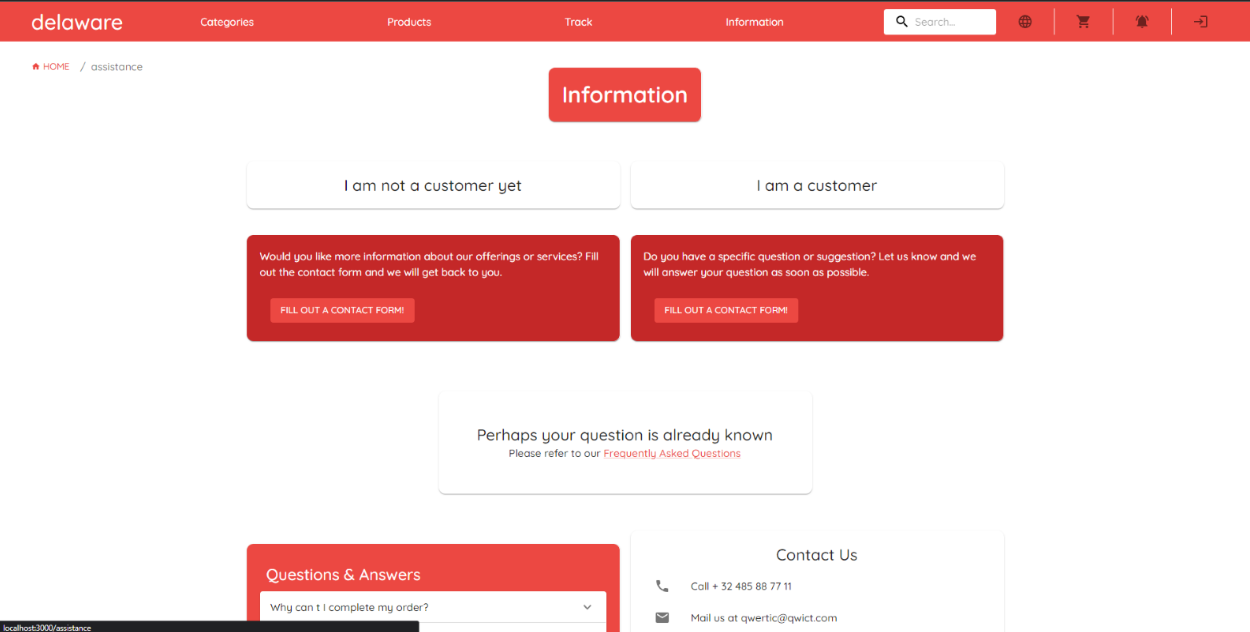 delaware
Categories
Products
Track
Information
Search...
HOME / assistance
Information
I am not a customer yet
I am a customer
Would you like more information about our offerings or services? Fill
out the contact form and we will get back to you.
FILL OUT A CONTACT FORM!
Do you have a specific question or suggestion? Let us know and we
will answer your question as soon as possible.
FILL OUT A CONTACT FORM!
Perhaps your question is already known
Please refer to our Frequently Asked Questions
Questions & Answers
Why can t I complete my order?
Contact Us
Call + 32 485 88 77 11
Mail us at qwertic@qwict.com
localhost:3000/assistance